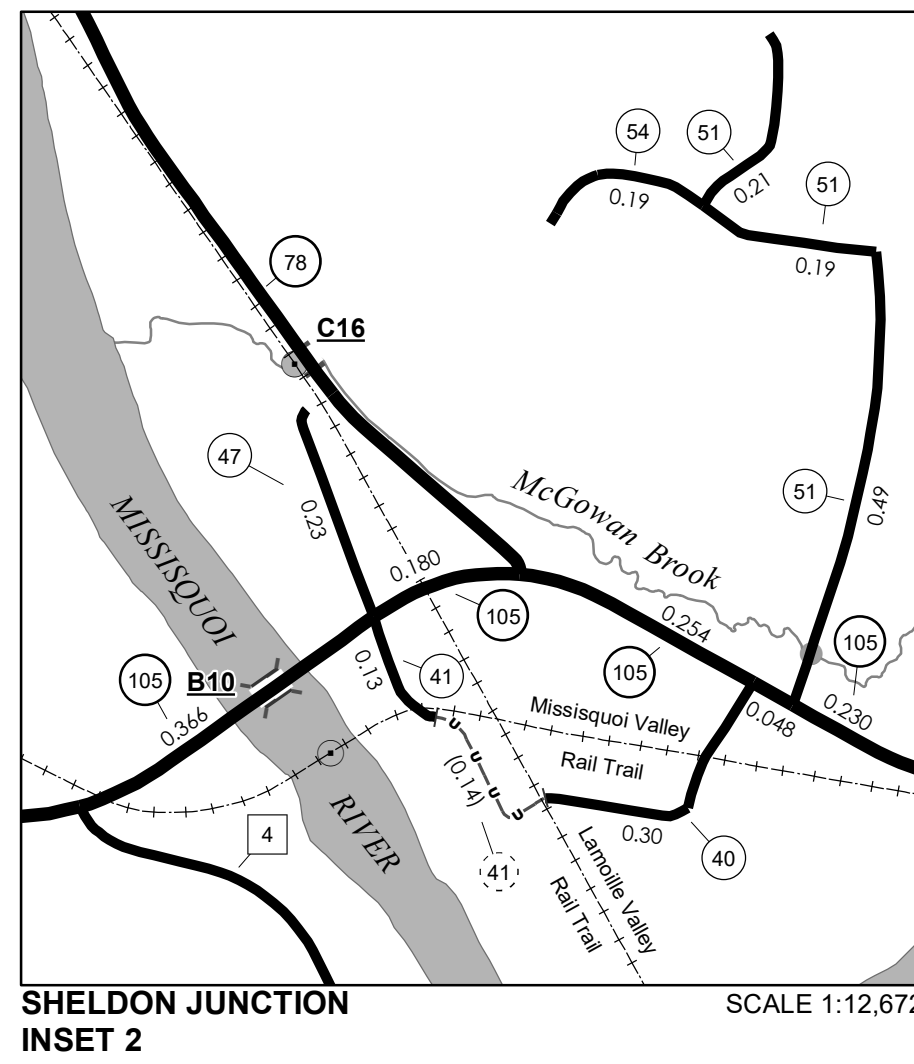 54
51
0.21
0.19
51
0.19
78
C16
47
0.23
51
0.49
McGowan Brook
MISSISQUOI
0.180
105
0.254
105
105
0.230
0.048
105
B10
0.366
0.13
41
Missisquoi Valley
Rail Trail
(0.14)
U
U
U
U
41
0.30
40
RIVER
4
Lamoille Valley
Rail Trail
SHELDON JUNCTION
INSET 2
SCALE 1:12,672